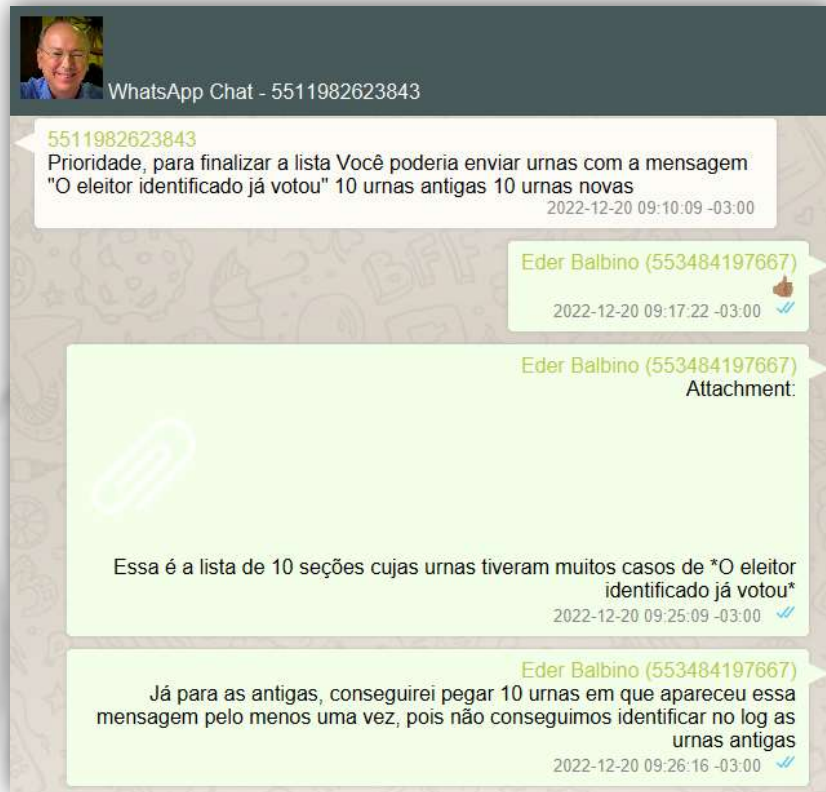 WhatsApp Chat - 5511982623843
5511982623843
Prioridade, para finalizar a lista Você poderia enviar urnas com a mensagem
"O eleitor identificado já votou" 10 urnas antigas 10 urnas novas
2022-12-20 09:10:09 -03:00
Eder Balbino (553484197667)
👍🏾
2022-12-20 09:17:22 -03:00
Eder Balbino (553484197667)
Attachment:
Essa é a lista de 10 seções cujas urnas tiveram muitos casos de *O eleitor
identificado já votou*
2022-12-20 09:25:09 -03:00
Eder Balbino (553484197667)
Já para as antigas, conseguirei pegar 10 urnas em que apareceu essa
mensagem pelo menos uma vez, pois não conseguimos identificar no log as
urnas antigas
2022-12-20 09:26:16 -03:00